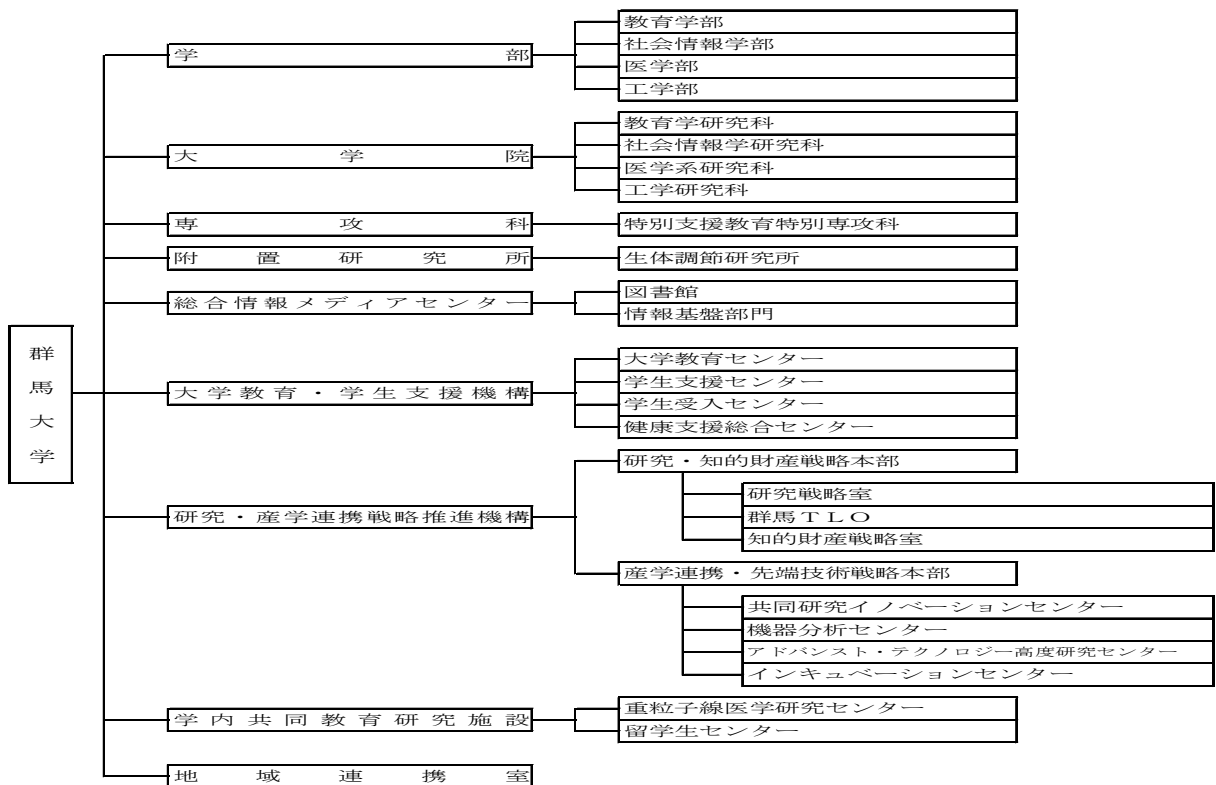 群馬大学
学部
教育学部
社会情報学部
医学部
工学部
大学院
教育学研究科
社会情報学研究科
医学系研究科
工学研究科
専攻科
特別支援教育特別専攻科
附置研究所
生体調節研究所
総合情報メディアセンター
図書館
情報基盤部門
大学教育・学生支援機構
大学教育センター
学生支援センター
学生受入センター
健康支援総合センター
研究・産学連携戦略推進機構
研究・知的財産戦略本部
研究戦略室
群馬TLO
知的財産戦略室
産学連携・先端技術戦略本部
共同研究イノベーションセンター
機器分析センター
アドバンスト・テクノロジー高度研究センター
インキュベーションセンター
学内共同教育研究施設
重粒子線医学研究センター
留学生センター
地域連携室